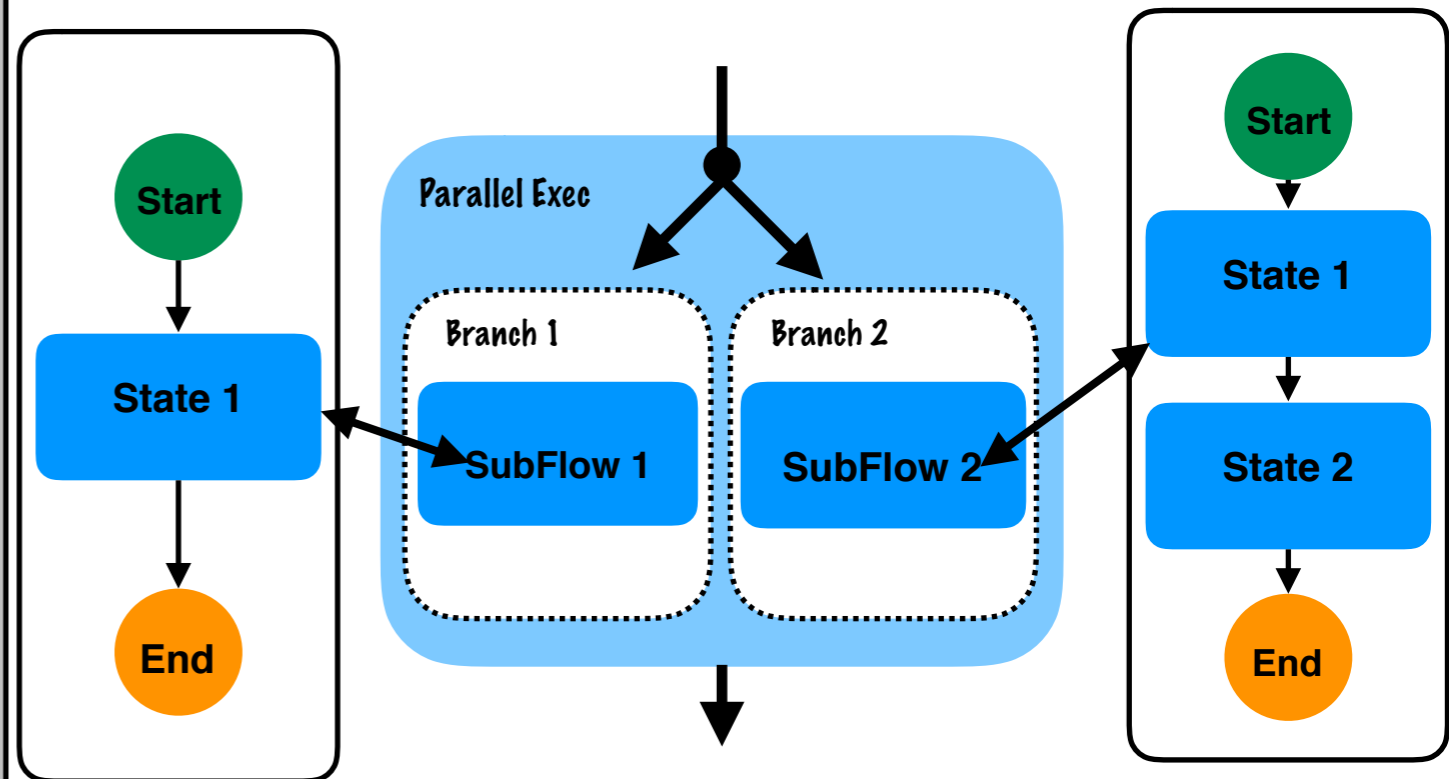 Start
State 1
End
Parallel Exec
Branch 1
SubFlow 1
Branch 2
SubFlow 2
Start
State 1
State 2
End